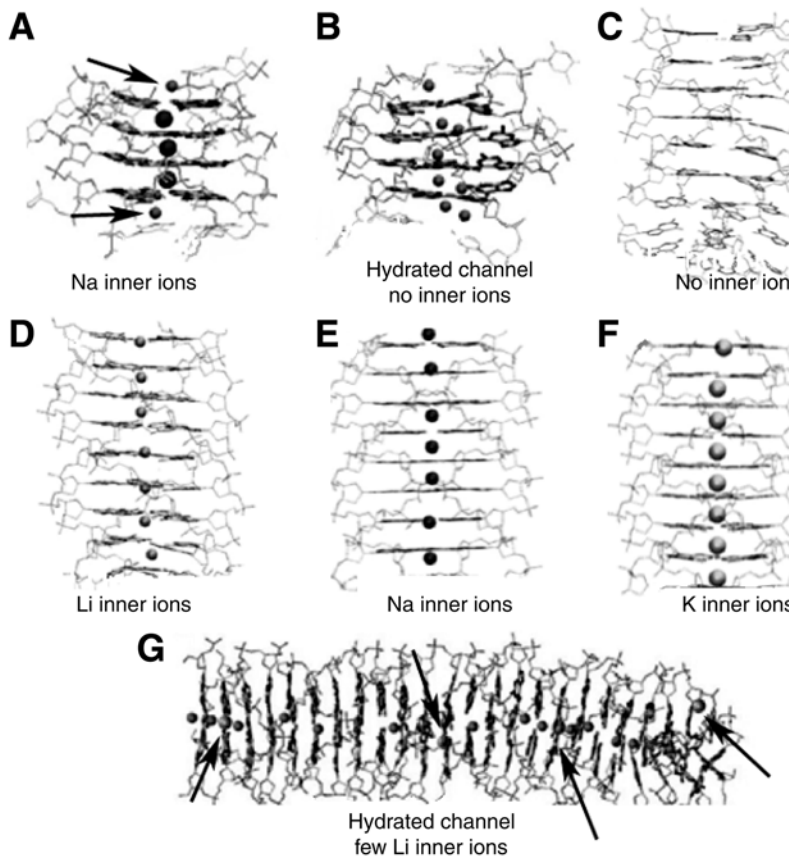 A
B
C
Na inner ions
Hydrated channel
no inner ions
No inner ion
D
E
F
Li inner ions
Na inner ions
K inner ions
G
Hydrated channel
few Li inner ions